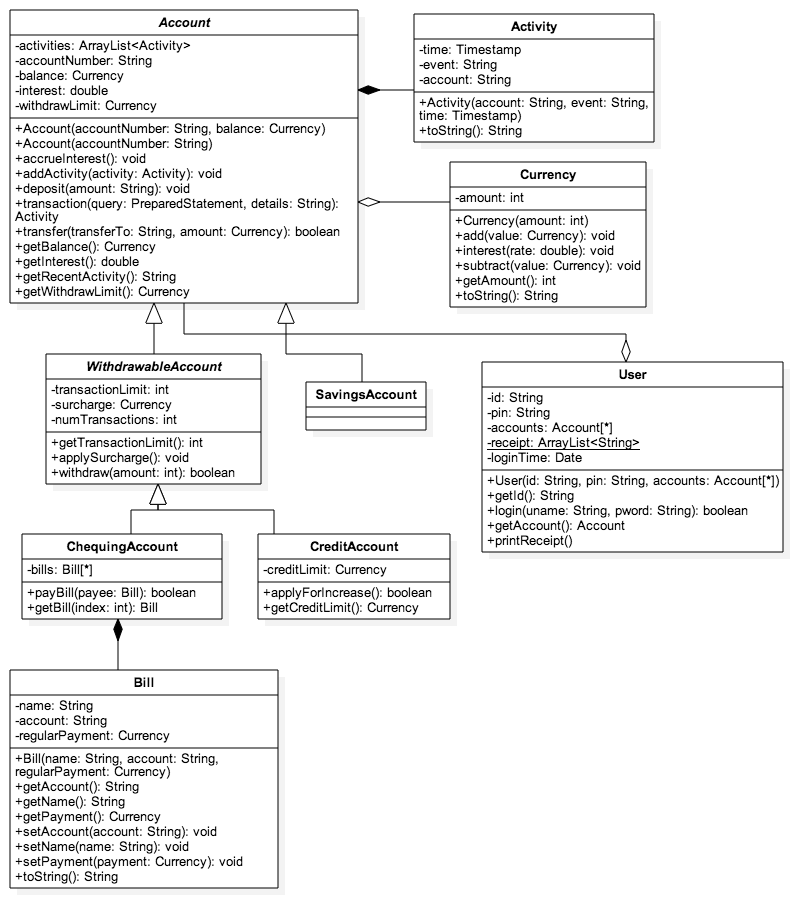 Account
-activities: ArrayList<Activity>
-accountNumber: String
-balance: Currency
-interest: double
-withdrawLimit: Currency
+Account(accountNumber: String, balance: Currency)
+Account(accountNumber: String)
+accrueInterest(): void
+addActivity(activity: Activity): void
+deposit(amount: String): void
+transaction(query: PreparedStatement, details: String):
Activity
+transfer(transferTo: String, amount: Currency): boolean
+getBalance(): Currency
+getInterest(): double
+getRecentActivity(): String
+getWithdrawLimit(): Currency
Activity
-time: Timestamp
-event: String
-account: String
+Activity(account: String, event: String,
time: Timestamp)
+toString(): String
Currency
-amount: int
+Currency(amount: int)
+add(value: Currency): void
+interest(rate: double): void
+subtract(value: Currency): void
+getAmount(): int
+toString(): String
WithdrawableAccount
-transactionLimit: int
-surcharge: Currency
-numTransactions: int
+getTransactionLimit(): int
+applySurcharge(): void
+withdraw(amount: int): boolean
SavingsAccount
User
-id: String
-pin: String
-accounts: Account[*]
-receipt: ArrayList<String>
-loginTime: Date
+User(id: String, pin: String, accounts: Account[*])
+getId(): String
+login(uname: String, pword: String): boolean
+getAccount(): Account
+printReceipt()
ChequingAccount
-bills: Bill[*]
+payBill(payee: Bill): boolean
+getBill(index: int): Bill
CreditAccount
-creditLimit: Currency
+applyForIncrease(): boolean
+getCreditLimit(): Currency
Bill
-name: String
-account: String
-regularPayment: Currency
+Bill(name: String, account: String,
regularPayment: Currency)
+getAccount(): String
+getName(): String
+getPayment(): Currency
+setAccount(account: String): void
+setName(name: String): void
+setPayment(payment: Currency): void
+toString(): String